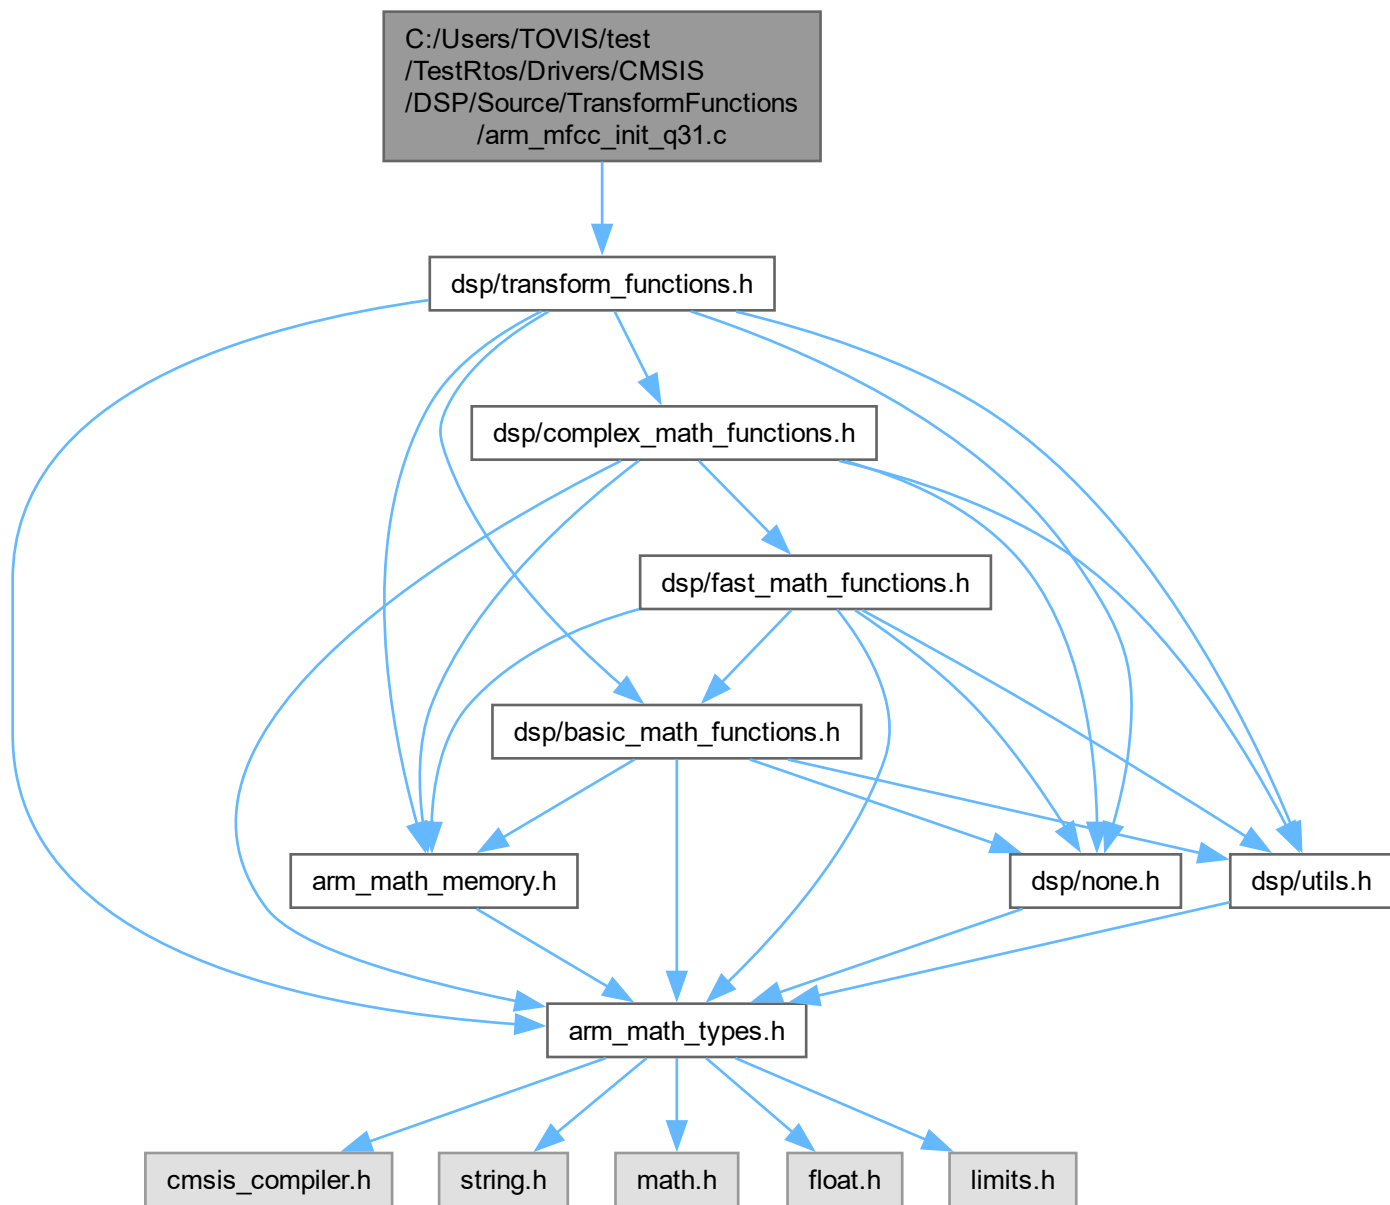 C:/Users/TOVIS/test
/TestRtos/Drivers/CMSIS
/DSP/Source/TransformFunctions
/arm_mfcc_init_q31.c
dsp/transform_functions.h
dsp/complex_math_functions.h
dsp/fast_math_functions.h
dsp/basic_math_functions.h
arm_math_memory.h
dsp/none.h
dsp/utils.h
arm_math_types.h
cmsis_compiler.h
string.h
math.h
float.h
limits.h